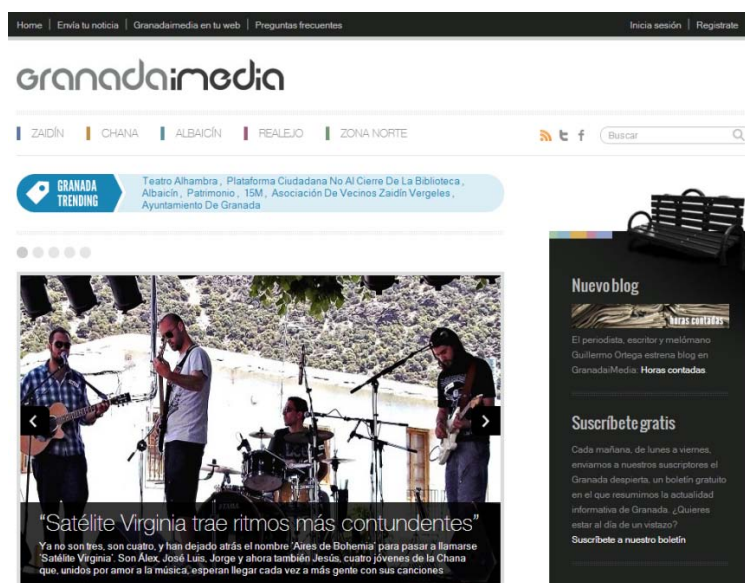 Home | Envía tu noticia | Granadaimedia en tu web | Preguntas frecuentes
Inicia sesión | Registrate
Granadaimedia
ZAIDÍN CHANA ALBAICÍN REALEJO ZONA NORTE
Buscar
GRANADA
TRENDING
Teatro Alhambra , Plataforma Ciudadana No Al Cierre De La Biblioteca ,
Albaicín , Patrimonio , 15M , Asociación De Vecinos Zaidín Vergeles ,
Ayuntamiento De Granada
“Satélite Virginia trae ritmos más contundentes”
Ya no son tres, son cuatro, y han dejado atrás el nombre 'Aires de Bohemia' para pasar a llamarse
'Satélite Virginia'. Son Álex, José Luis, Jorge y ahora también Jesús, cuatro jóvenes de la Chana
que, unidos por amor a la música, esperan llegar cada vez a más gente con sus canciones
Nuevo blog
horas contadas
El periodista, escritor y melómano
Guillermo Ortega estrena blog en
GranadaiMedia: Horas contadas
Suscríbete gratis
Cada mañana, de lunes a viernes,
enviamos a nuestros suscriptores el
Granada despierta, un boletín gratuito
en el que resumimos la actualidad
informativa de Granada. ¿Quieres
estar al día de un vistazo?
Suscríbete a nuestro boletín